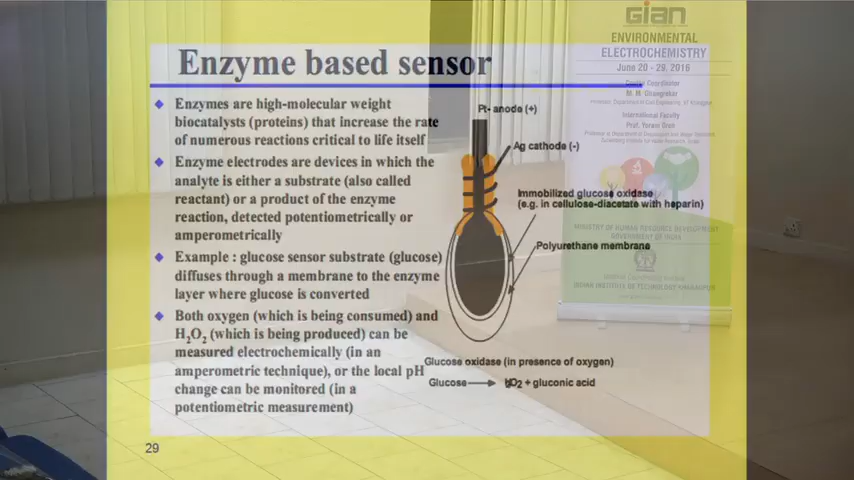 Enzyme based sensor
Enzymes are high-molecular weight
biocatalysts (proteins) that increase the rate
of numerous reactions critical to life itself
Enzyme electrodes are devices in which the
analyte is either a substrate (also called
reactant) or a product of the enzyme
reaction, detected potentiometrically or
amperometrically
Example : glucose sensor substrate (glucose)
diffuses through a membrane to the enzyme
layer where glucose is converted
Both oxygen (which is being consumed) and
H2O2 (which is being produced) can be
measured electrochemically (in an
amperometric technique), or the local pH
change can be monitored (in a
potentiometric measurement)
29
Pt- anode (+)
Ag cathode (-)
Immobilized glucose oxidase
(e.g. in cellulose-diacetate with heparin)
Polyurethane membrane
Glucose oxidase (in presence of oxygen)
Glucose → H2O2 + gluconic acid
gian
ENVIRONMENTAL
ELECTROCHEMISTRY
June 20 - 29, 2016
M. M. Ghangrekar
International Faculty
Prof. Yoram Oren
MINISTRY OF HUMAN RESOURCE DEVELOPMENT
GOVERNMENT OF INDIA
INDIAN INSTITUTE OF TECHNOLOGY KHARAGPUR